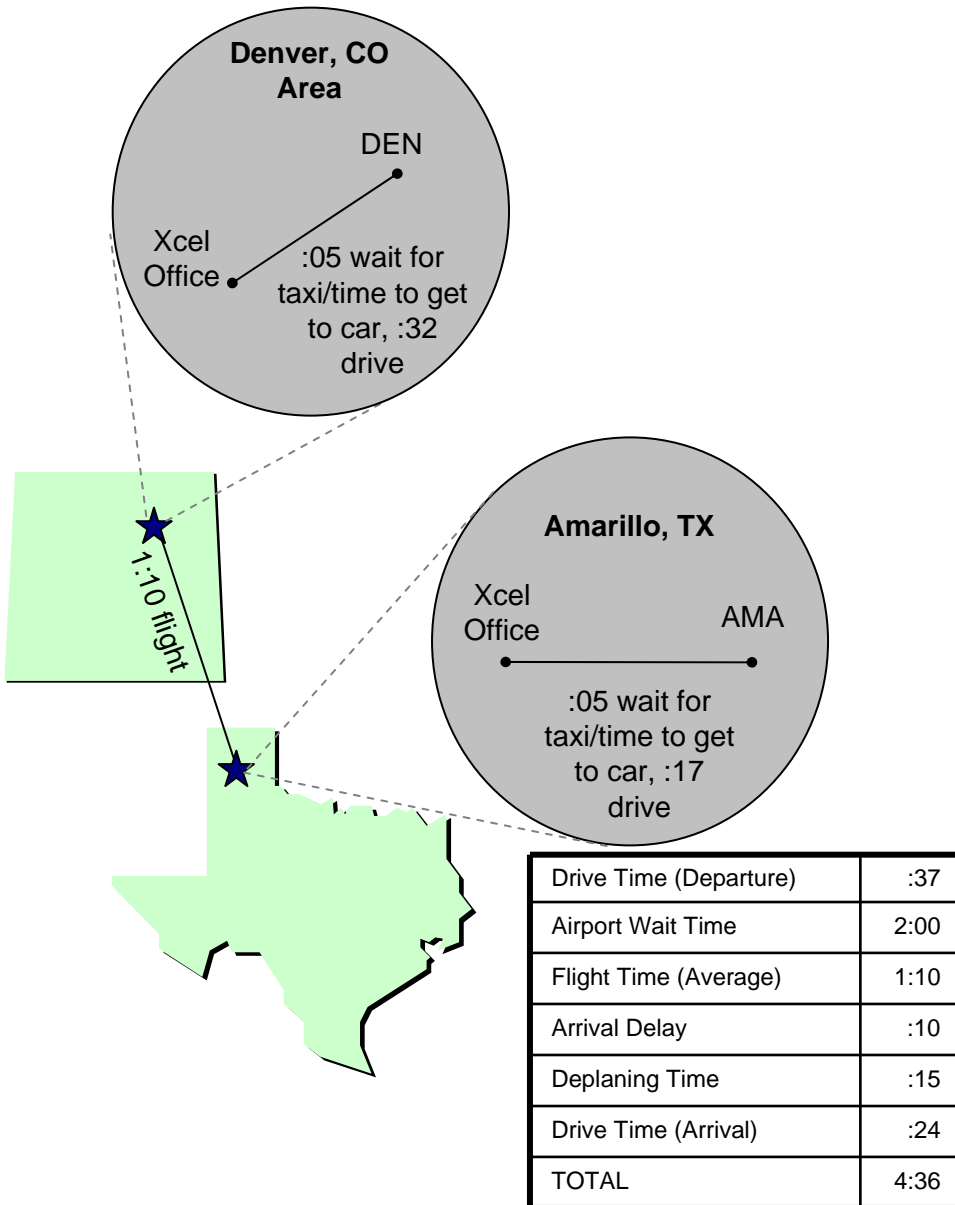 Denver, CO
Area
DEN
Xcel
Office
:05 wait for
taxi/time to get
to car, :32
drive
1:10 flight
Amarillo, TX
Xcel
Office
AMA
:05 wait for
taxi/time to get
to car, :17
drive
Drive Time (Departure) :37
Airport Wait Time 2:00
Flight Time (Average) 1:10
Arrival Delay :10
Deplaning Time :15
Drive Time (Arrival) :24
TOTAL 4:36